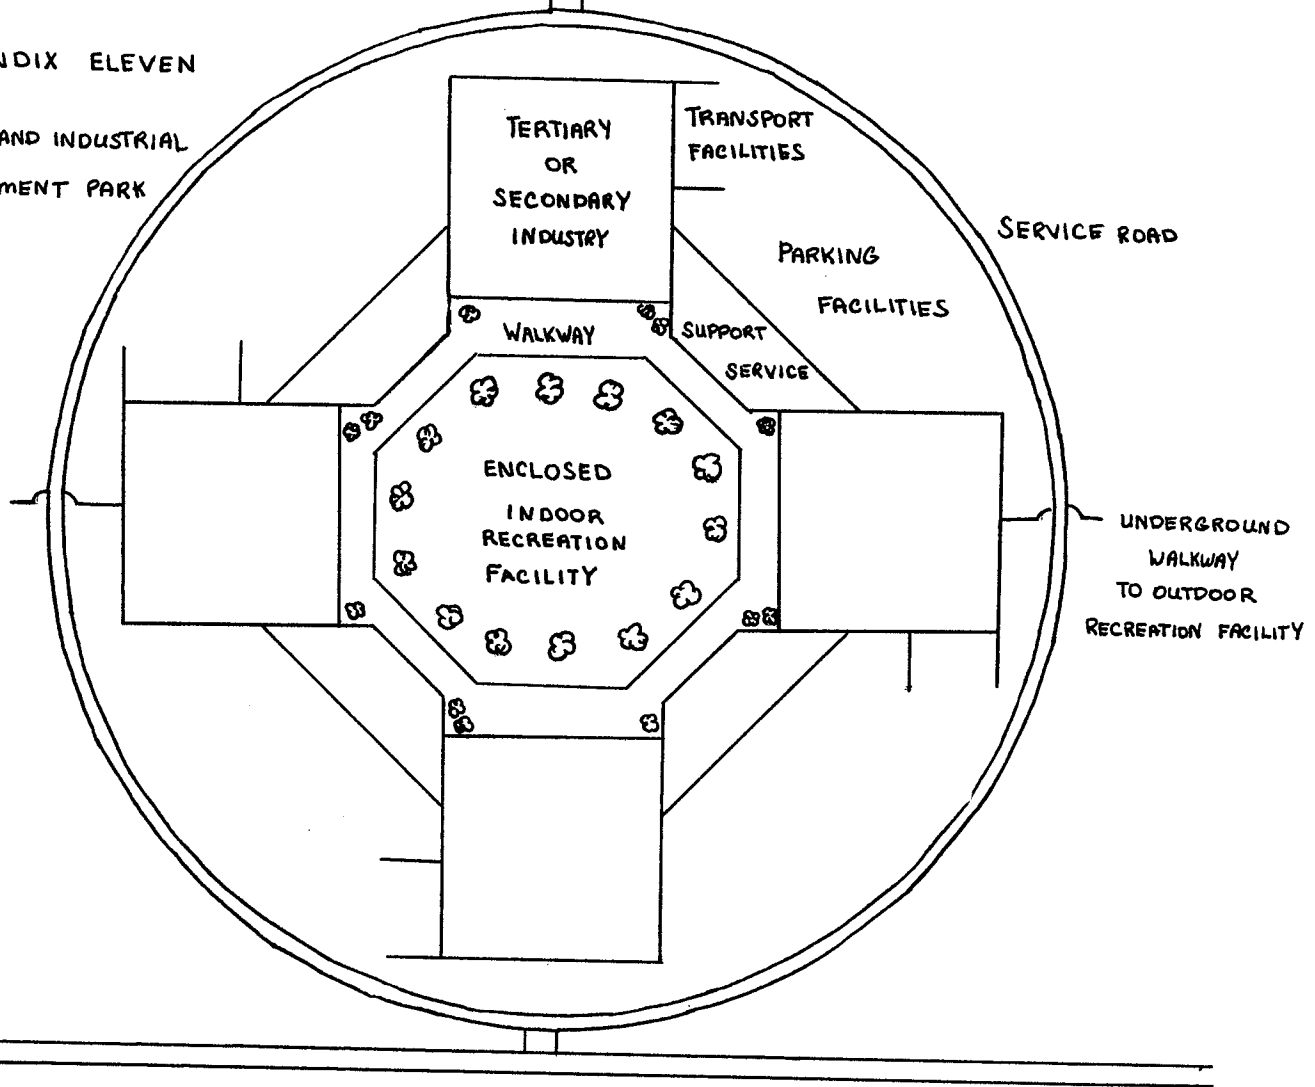 NDIX ELEVEN
AND INDUSTRIAL
MENT PARK
TERTIARY
OR
SECONDARY
INDUSTRY
TRANSPORT
FACILITIES
SERVICE ROAD
PARKING
FACILITIES
WALKWAY
SUPPORT
SERVICE
ENCLOSED
INDOOR
RECREATION
FACILITY
UNDERGROUND
WALKWAY
TO OUTDOOR
RECREATION FACILITY